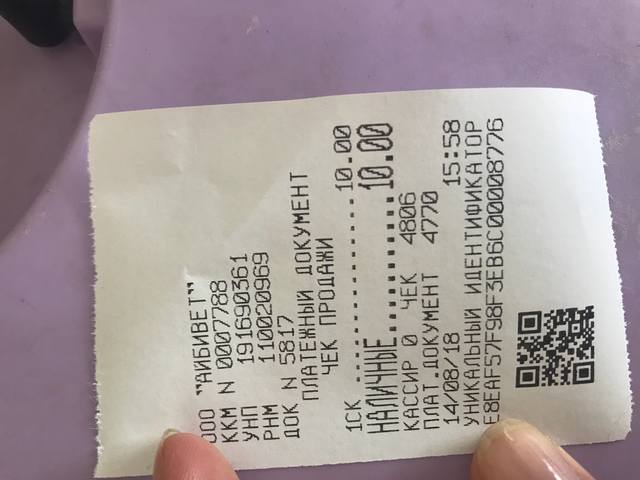 ООО "АЙБИВЕТ"
ККМ N 0007788
УНП 191690361
РНМ 110020969
ДОК N 5817
ПЛАТЕЖНЫЙ ДОКУМЕНТ
ЧЕК ПРОДАЖИ
1СК ..................10.00
НАЛИЧНЫЕ............10.00
КАССИР 0 ЧЕК 4806
ПЛАТ.ДОКУМЕНТ 4770
14/08/18 15:58
УНИКАЛЬНЫЙ ИДЕНТИФИКАТОР
E8EAF57F98F3EB6C00008776